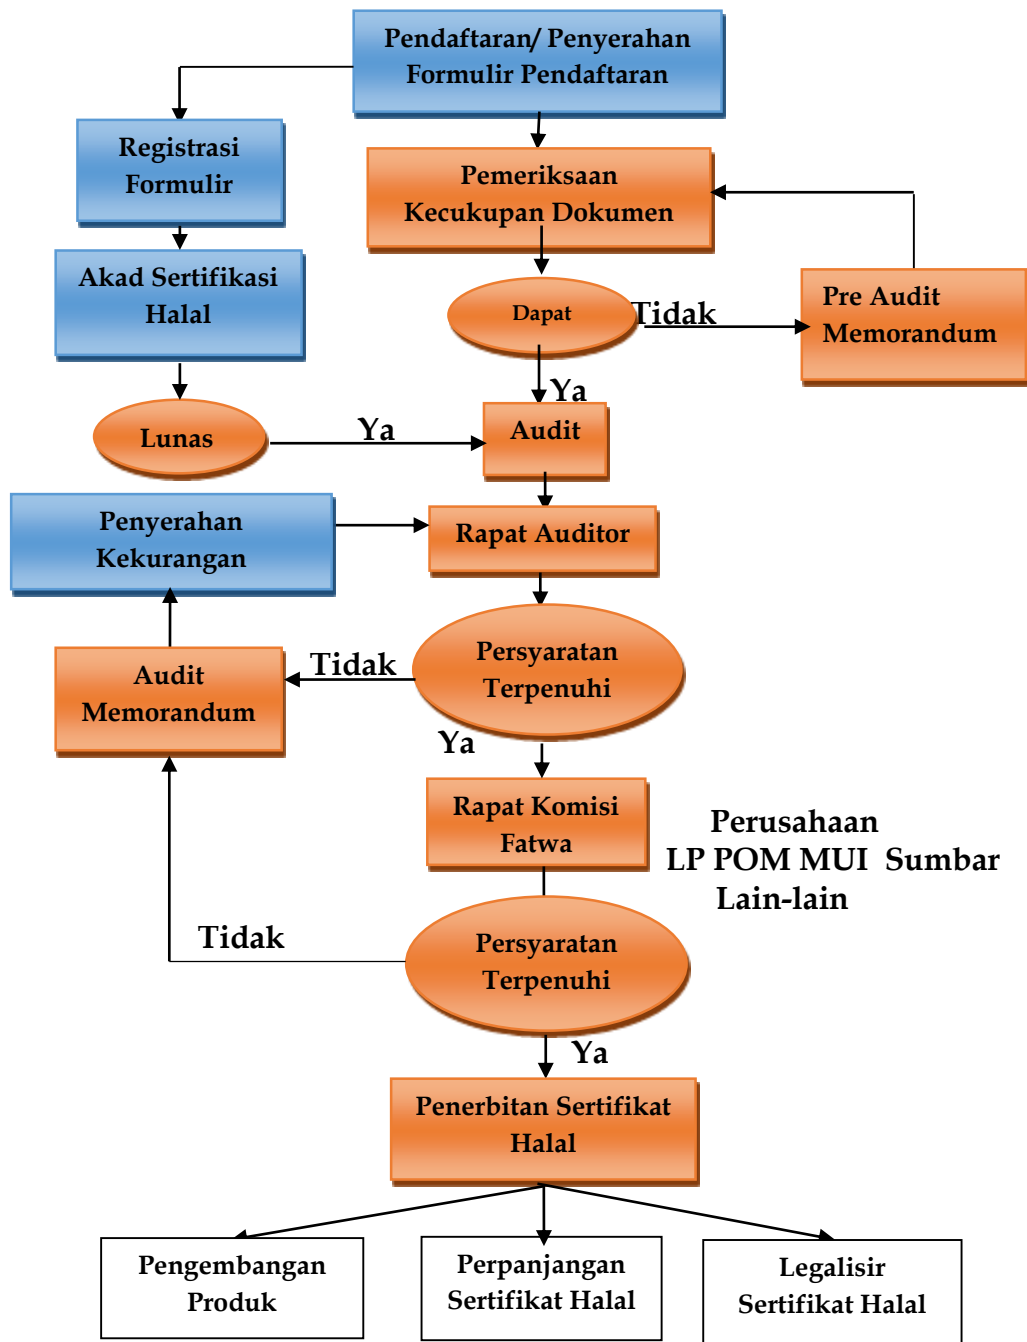 Pendaftaran/ Penyerahan
Formulir Pendaftaran
Registrasi
Formulir
Pemeriksaan
Kecukupan Dokumen
Akad Sertifikasi
Halal
Dapat
Tidak
Pre Audit
Memorandum
Ya
Lunas
Ya
Audit
Penyerahan
Kekurangan
Rapat Auditor
Persyaratan
Terpenuhi
Tidak
Audit
Memorandum
Ya
Rapat Komisi
Fatwa
Perusahaan
LP POM MUI Sumbar
Lain-lain
Persyaratan
Terpenuhi
Tidak
Ya
Penerbitan Sertifikat
Halal
Pengembangan
Produk
Perpanjangan
Sertifikat Halal
Legalisir
Sertifikat Halal